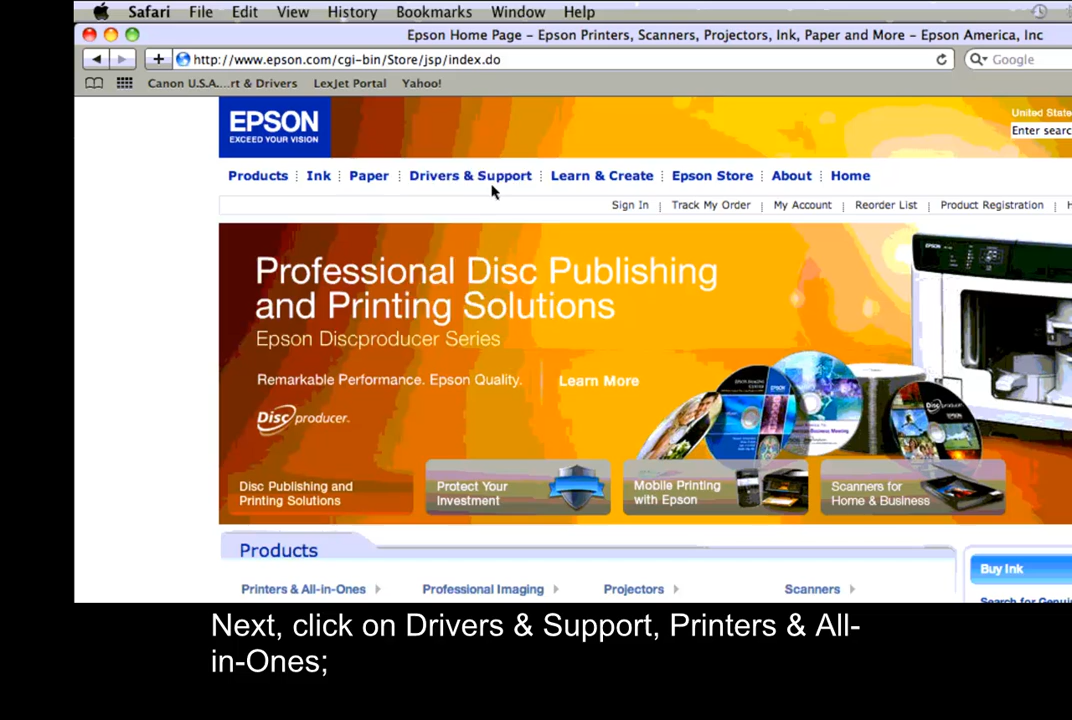 Safari File Edit View History Bookmarks Window Help
Epson Home Page – Epson Printers, Scanners, Projectors, Ink, Paper and More – Epson America, Inc
http://www.epson.com/cgi-bin/Store/jsp/index.do
Google
Canon U.S.A....rt & Drivers LexJet Portal Yahoo!
EPSON
EXCEED YOUR VISION
United State
Enter searc
Products Ink Paper Drivers & Support Learn & Create Epson Store About Home
Sign In Track My Order My Account Reorder List Product Registration
Professional Disc Publishing
and Printing Solutions
Epson Discproducer Series
Remarkable Performance. Epson Quality. Learn More
Discproducer.
Disc Publishing and
Printing Solutions
Protect Your
Investment
Mobile Printing
with Epson
Scanners for
Home & Business
Products
Printers & All-in-Ones Professional Imaging Projectors Scanners
Buy Ink
Search for Genui
Next, click on Drivers & Support, Printers & All-
in-Ones;